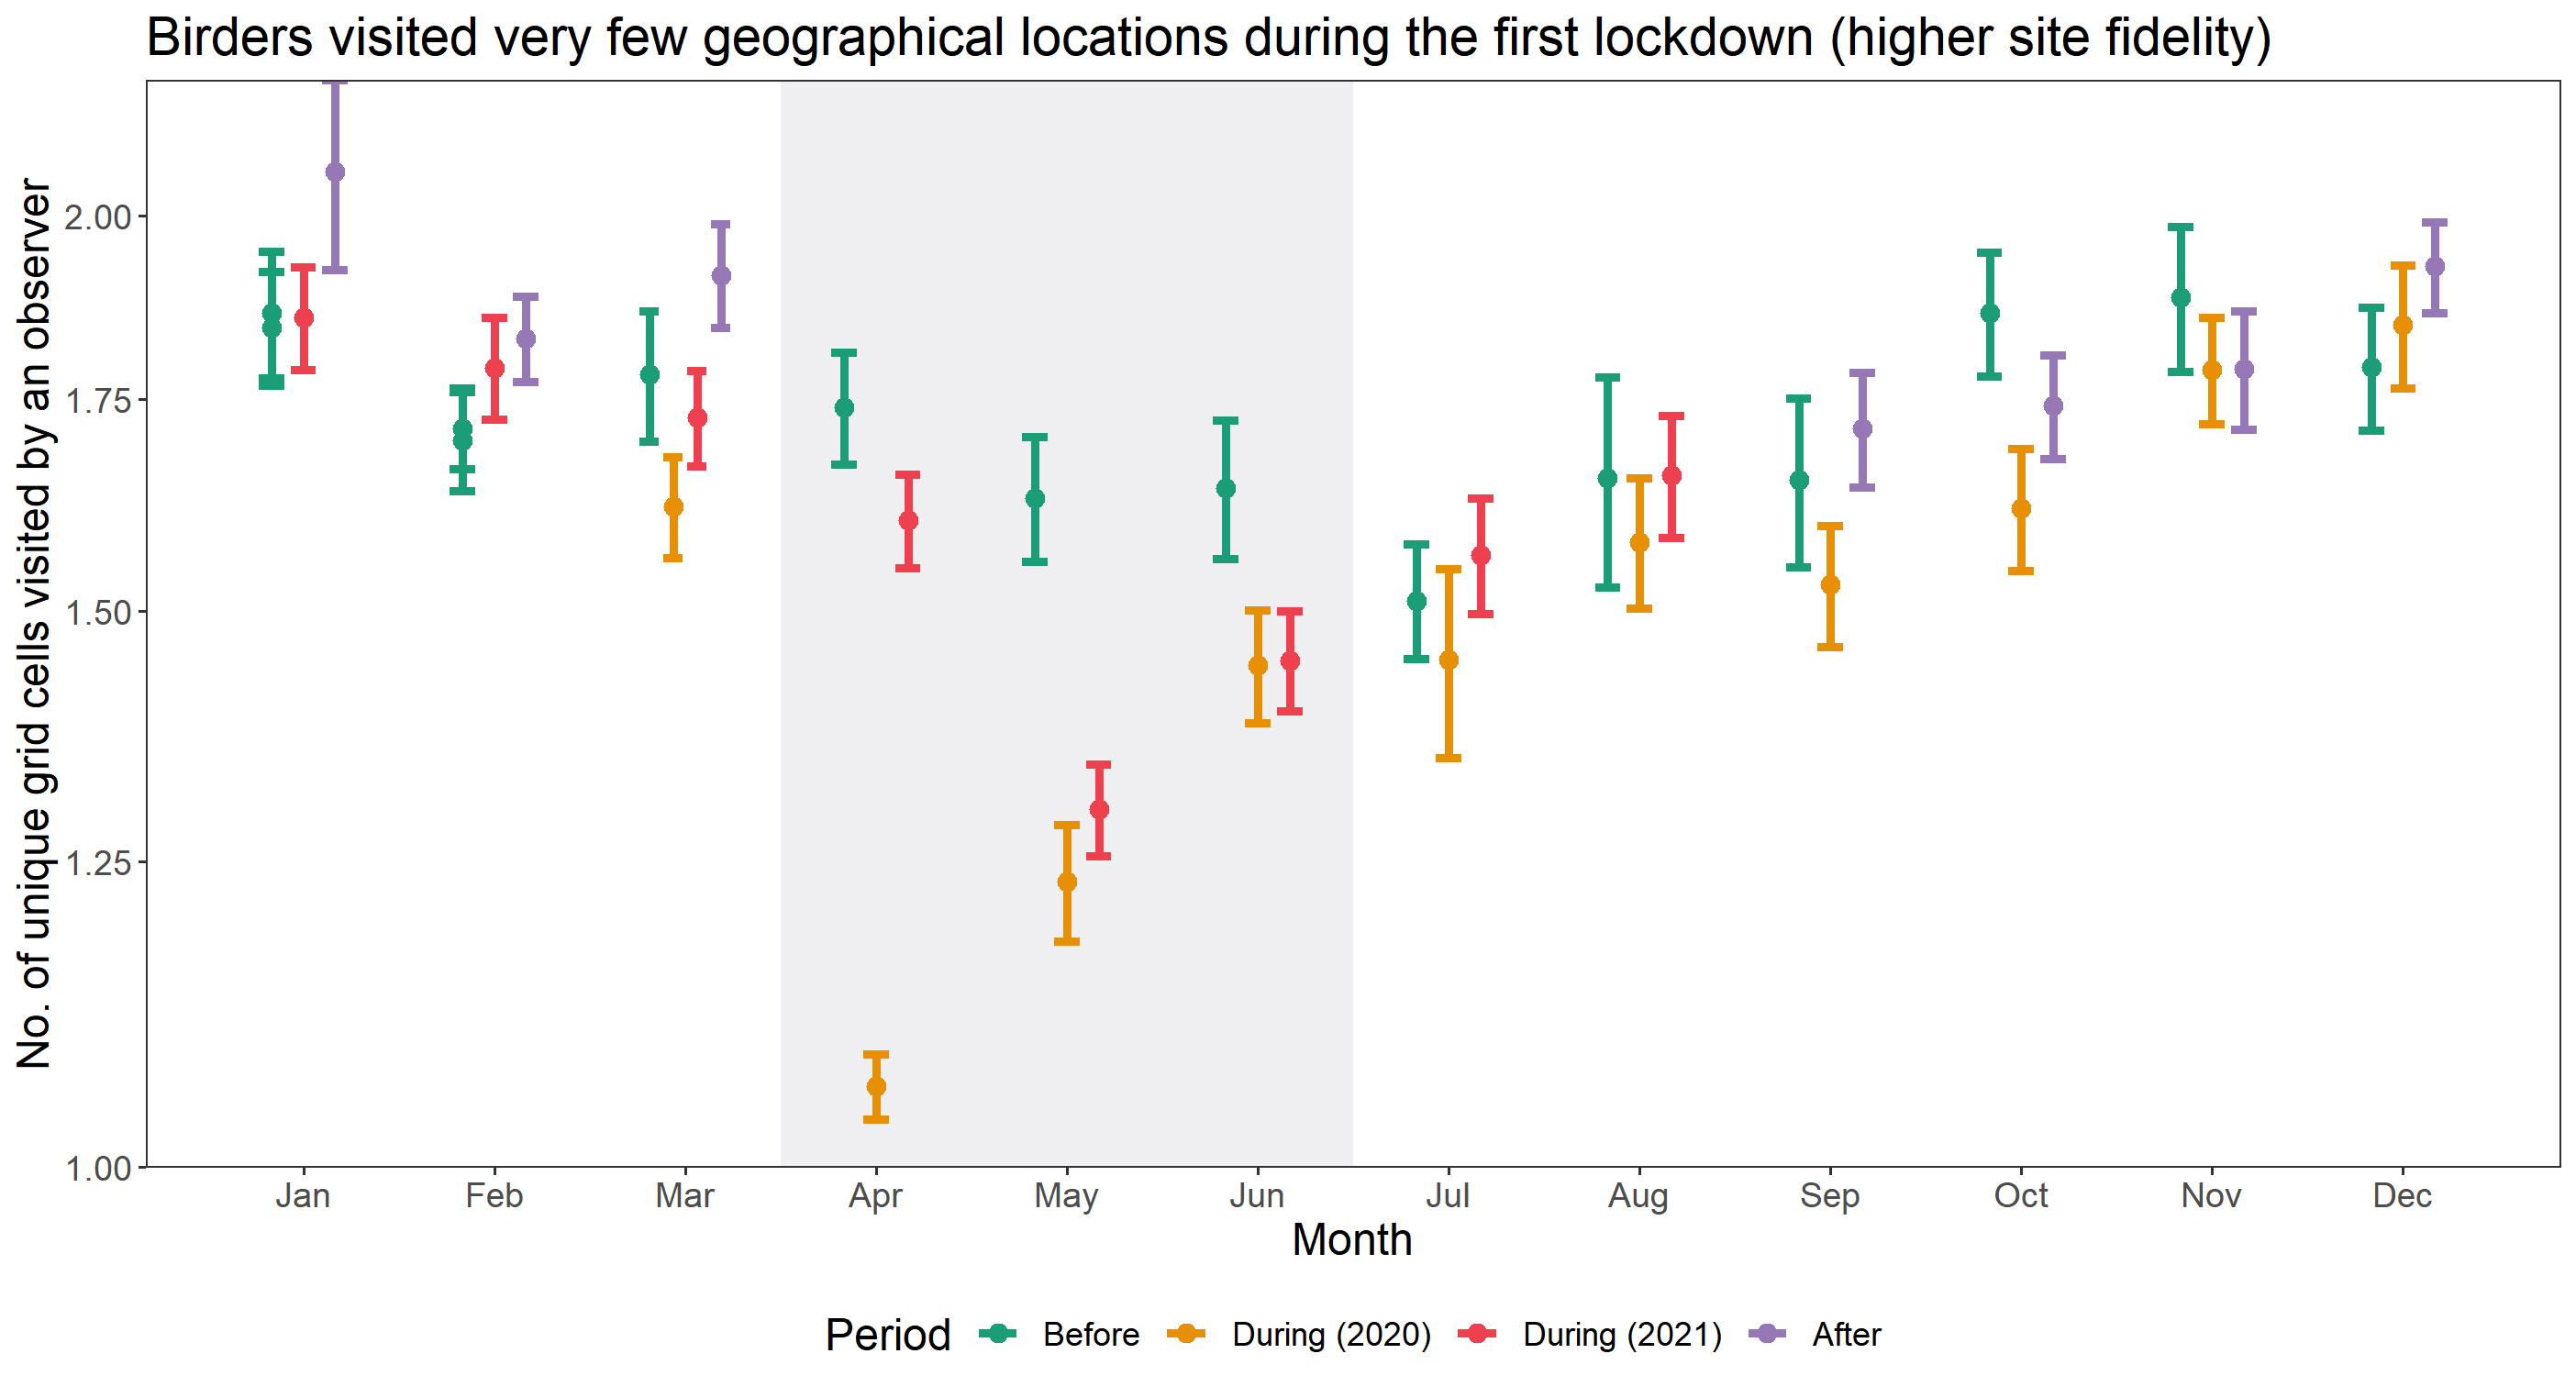 Birders visited very few geographical locations during the first lockdown (higher site fidelity)
No. of unique grid cells visited by an observer
2.00
1.75
1.50
1.25
1.00
Jan Feb Mar Apr May Jun Jul Aug Sep Oct Nov Dec
Month
Period Before During (2020) During (2021) After